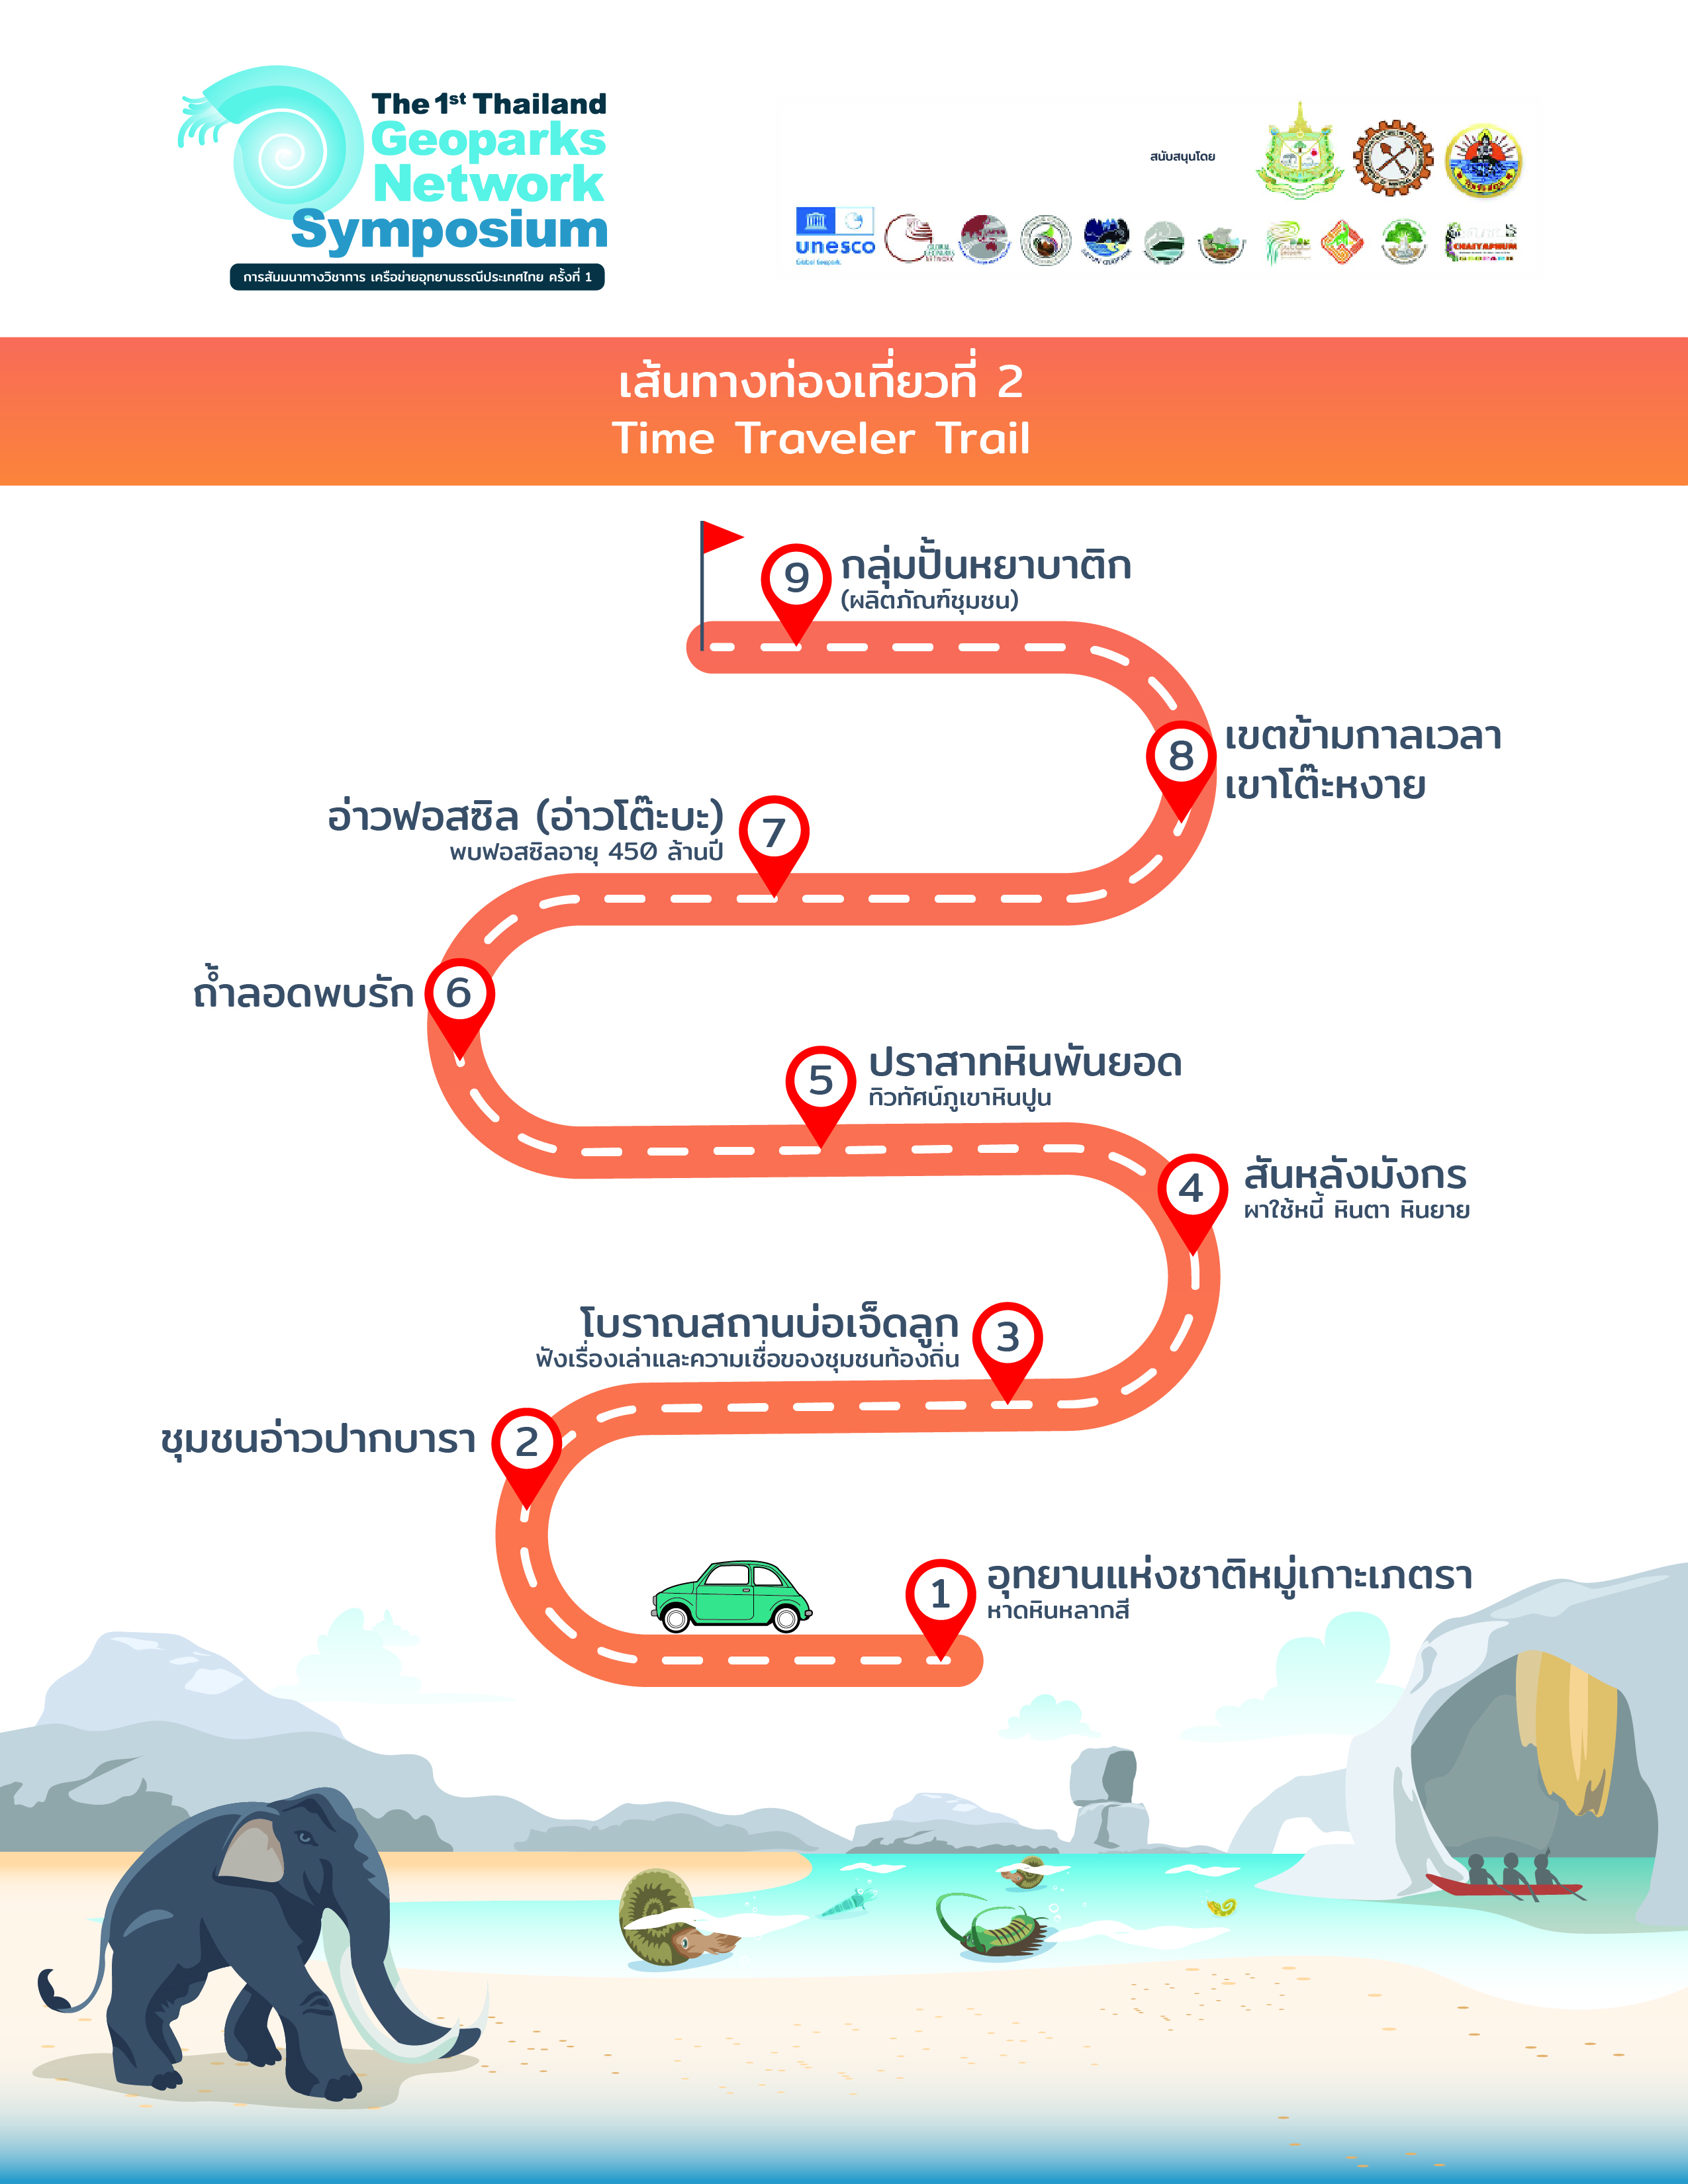 The 1st Thailand
Geoparks
Network
Symposium
การสัมมนาทางวิชาการ เครือข่ายอุทยานธรณีประเทศไทย ครั้งที่ 1
สนับสนุนโดย
unesco
Global Geopark
GLOBAL
GEOPARKS
NETWORK
CHAIYAPHUM
เส้นทางท่องเที่ยวที่ 2
Time Traveler Trail
9
กลุ่มปั้นหยาบาติก
(ผลิตภัณฑ์ชุมชน)
8
เขตข้ามกาลเวลา
เขาโต๊ะหงาย
อ่าวฟอสซิล (อ่าวโต๊ะบะ)
พบฟอสซิลอายุ 450 ล้านปี
7
ถ้ำลอดพบรัก
6
5
ปราสาทหินพันยอด
ทิวทัศน์ภูเขาหินปูน
4
สันหลังมังกร
ผาใช้หนี้ หินตา หินยาย
โบราณสถานบ่อเจ็ดลูก
ฟังเรื่องเล่าและความเชื่อของชุมชนท้องถิ่น
3
ชุมชนอ่าวปากบารา
2
1
อุทยานแห่งชาติหมู่เกาะเภตรา
หาดหินหลากสี